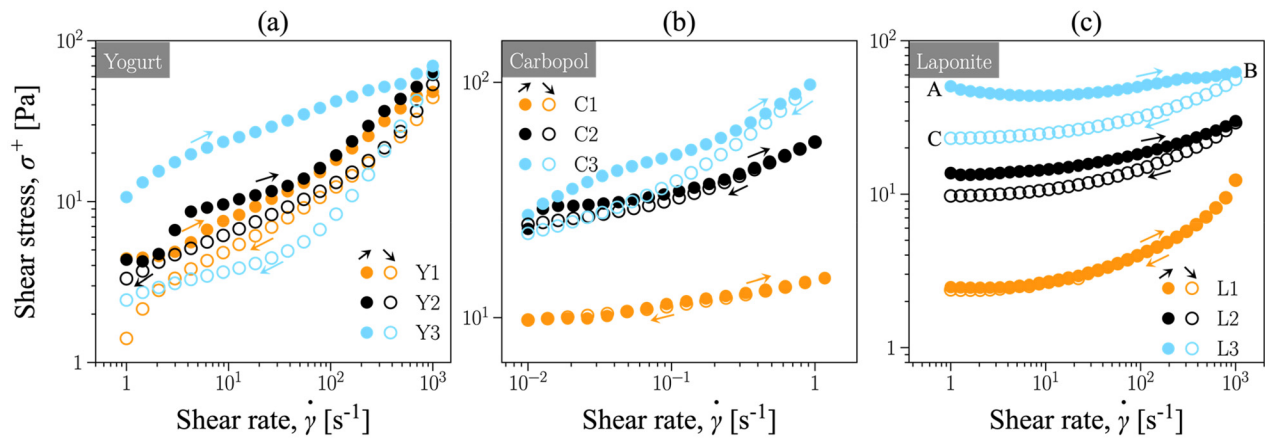 (a)
(b)
(c)
Shear stress, σ⁺ [Pa]
10²
10¹
1
Yogurt
Y1
Y2
Y3
1
10¹
10²
10³
Shear rate, γ̇ [s⁻¹]
10²
10¹
Carbopol
C1
C2
C3
10⁻²
10⁻¹
1
Shear rate, γ̇ [s⁻¹]
10²
10¹
1
Laponite
A
B
C
L1
L2
L3
1
10¹
10²
10³
Shear rate, γ̇ [s⁻¹]